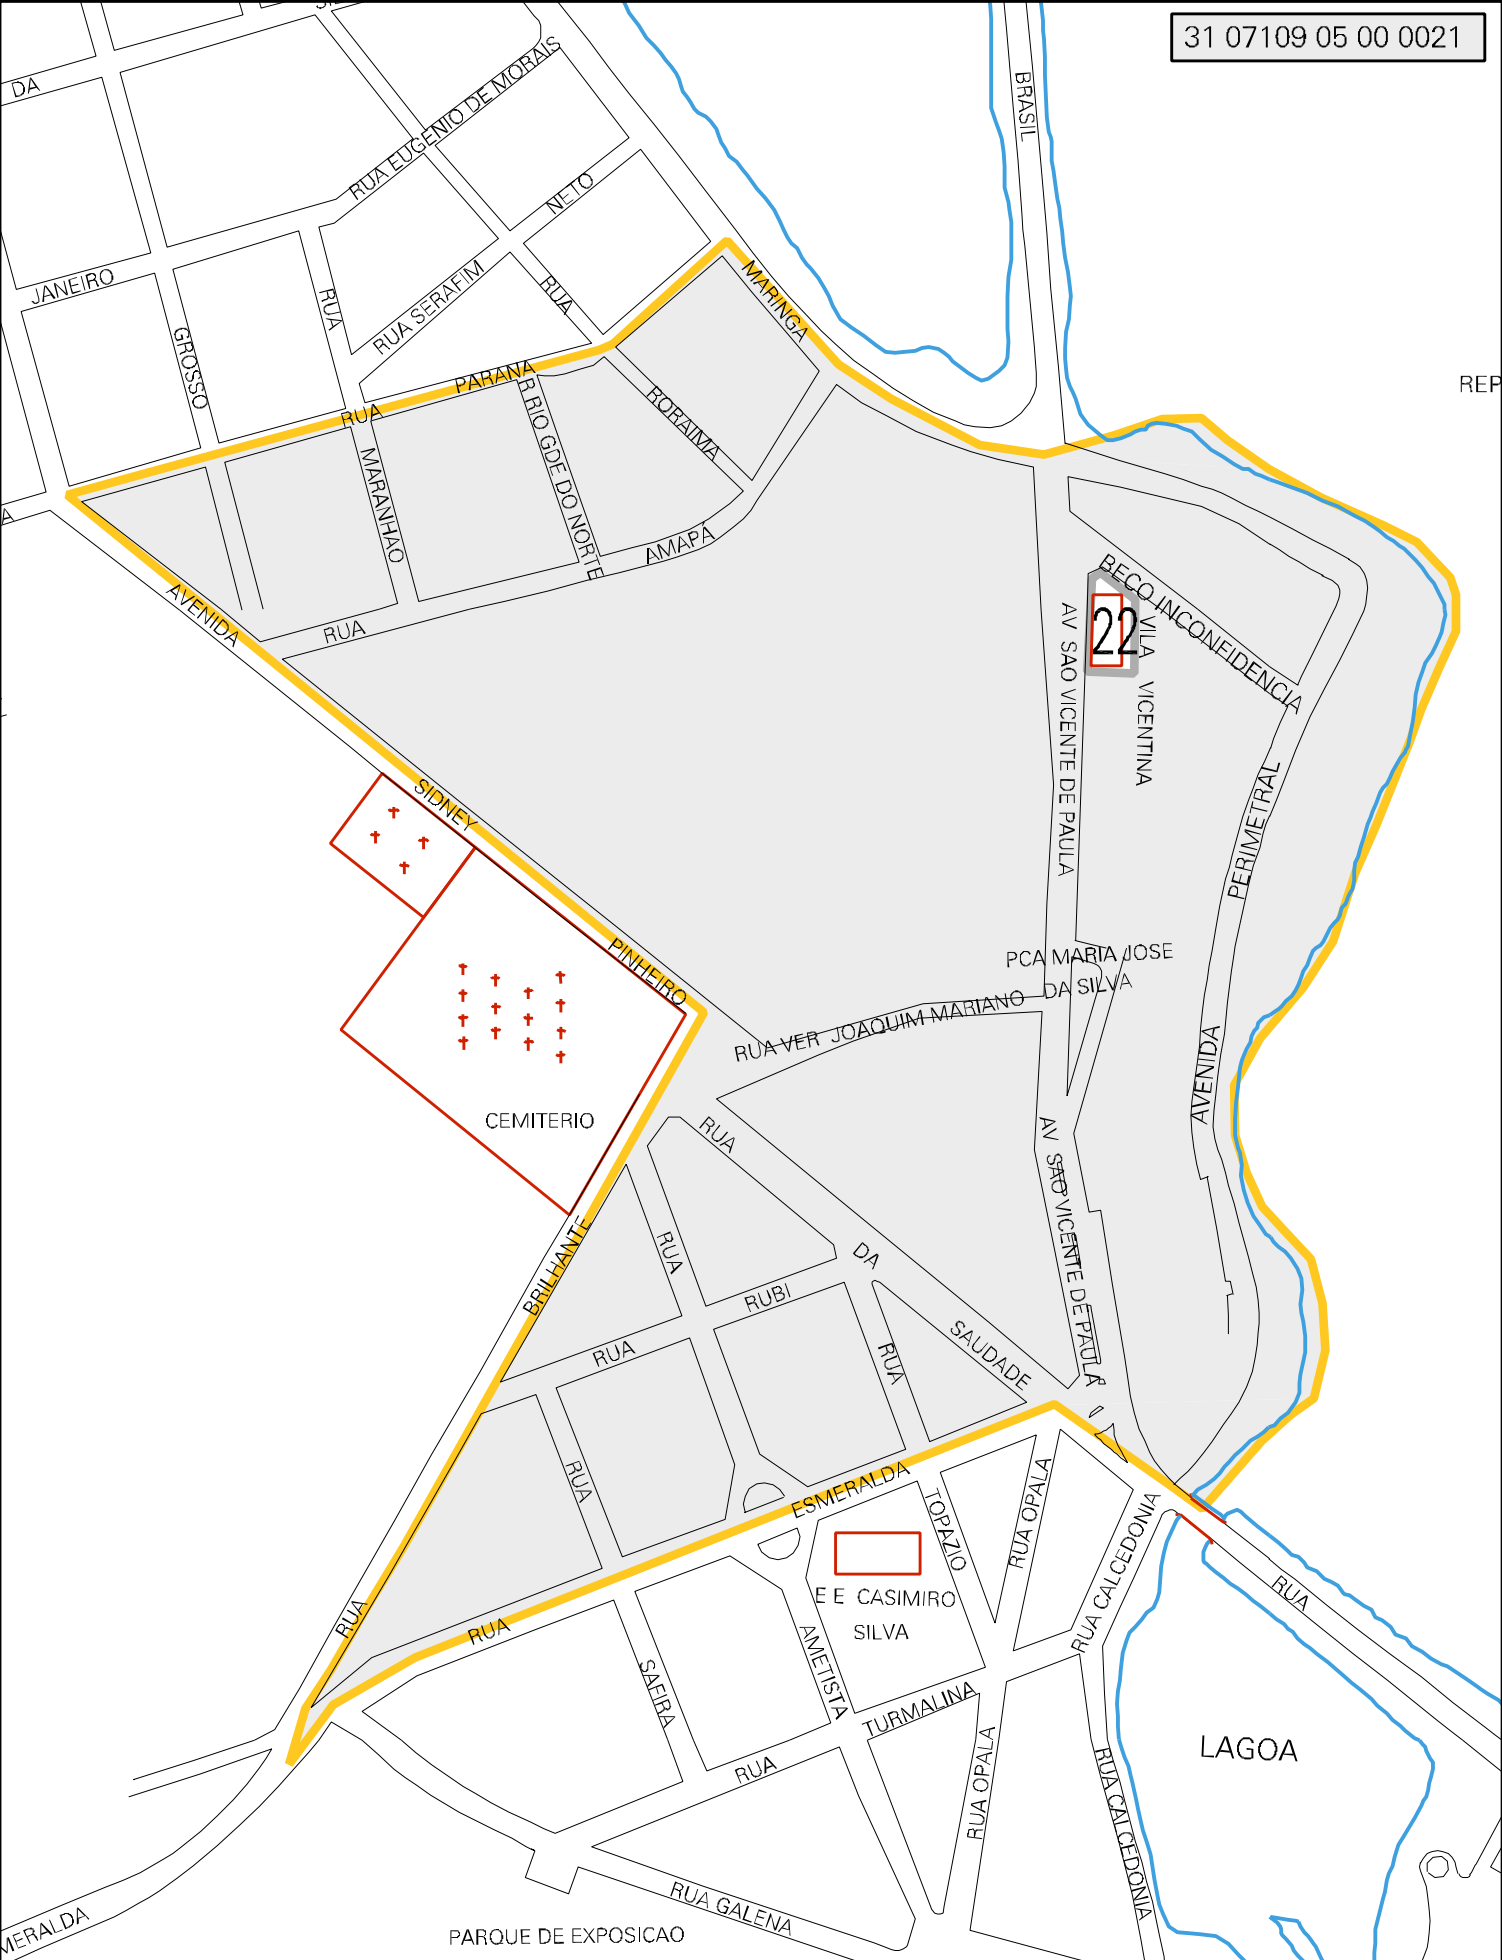 31 07109 05 00 0021
DA
BRASIL
RUA EUGENIO DE MORAIS
NETO
RUA SERAFIM
RUA
RUA
JANEIRO
GROSSO
MARINGA
REP
PARANA
RUA
R RIO GDE DO NORTE
RORAIMA
MARANHAO
AMAPÁ
RUA
AVENIDA
SIDNEY
PINHEIRO
BECO INCONFIDENCIA
22
VILA VICENTINA
AV SAO VICENTE DE PAULA
PERIMETRAL
AVENIDA
PCA MARIA JOSE
DA SILVA
RUA VER JOAQUIM MARIANO
CEMITERIO
RUA
DA
SAUDADE
AV SAO VICENTE DE PAULA
RUA
RUBI
RUA
RUA
RUA
BRILHANTE
RUA
ESMERALDA
RUA
TOPAZIO
RUA OPALA
RUA CALCEDONIA
RUA
E E CASIMIRO
SILVA
AMETISTA
SAFIRA
TURMALINA
RUA
RUA OPALA
RUA CALCEDONIA
LAGOA
RUA GALENA
PARQUE DE EXPOSICAO
MERALDA